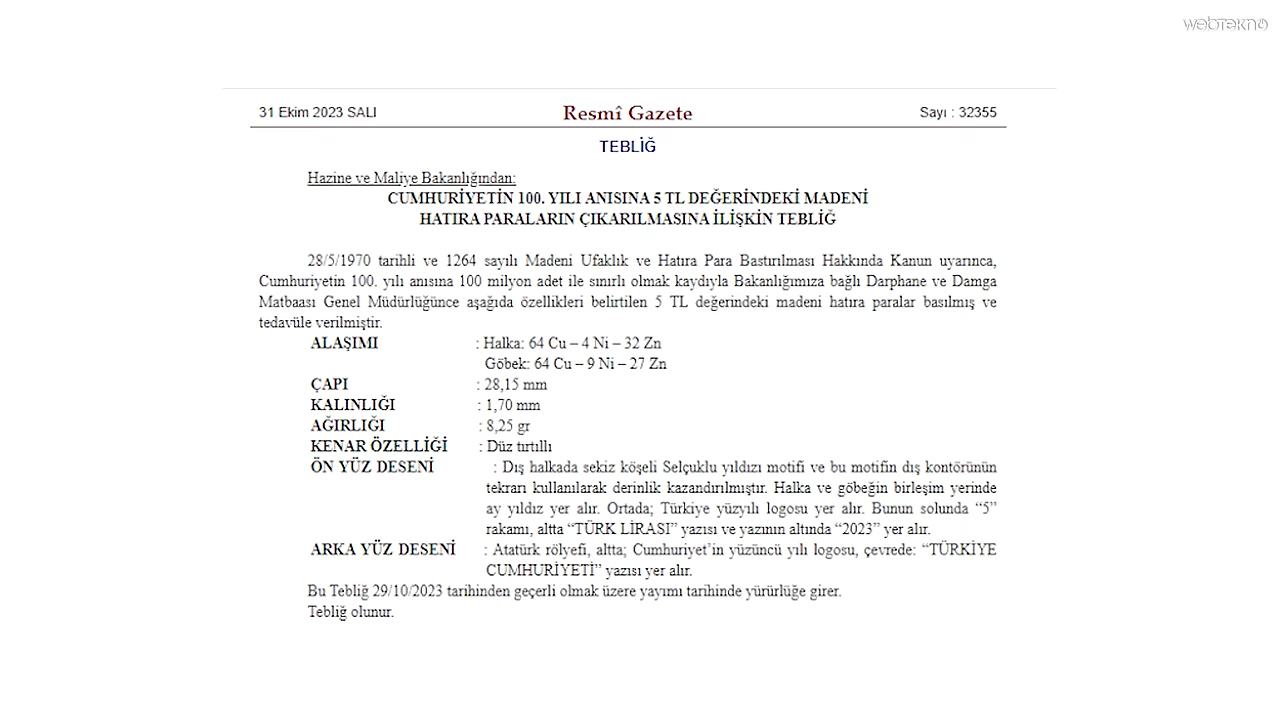 webtekno
31 Ekim 2023 SALI
Resmî Gazete
Sayı : 32355
TEBLİĞ
Hazine ve Maliye Bakanlığından:
CUMHURİYETİN 100. YILI ANISINA 5 TL DEĞERİNDEKİ MADENİ
HATIRA PARALARIN ÇIKARILMASINA İLİŞKİN TEBLİĞ
28/5/1970 tarihli ve 1264 sayılı Madeni Ufaklık ve Hatıra Para Bastırılması Hakkında Kanun uyarınca,
Cumhuriyetin 100. yılı anısına 100 milyon adet ile sınırlı olmak kaydıyla Bakanlığımıza bağlı Darphane ve Damga
Matbaası Genel Müdürlüğünce aşağıda özellikleri belirtilen 5 TL değerindeki madeni hatıra paralar basılmış ve
tedavüle verilmiştir.
ALAŞIMI : Halka: 64 Cu – 4 Ni – 32 Zn
Göbek: 64 Cu – 9 Ni – 27 Zn
ÇAPI : 28,15 mm
KALINLIĞI : 1,70 mm
AĞIRLIĞI : 8,25 gr
KENAR ÖZELLİĞİ : Düz tırtıllı
ÖN YÜZ DESENİ : Dış halkada sekiz köşeli Selçuklu yıldızı motifi ve bu motifin dış kontörünün
tekrarı kullanılarak derinlik kazandırılmıştır. Halka ve göbeğin birleşim yerinde
ay yıldız yer alır. Ortada; Türkiye yüzyılı logosu yer alır. Bunun solunda “5”
rakamı, altta “TÜRK LİRASI” yazısı ve yazının altında “2023” yer alır.
ARKA YÜZ DESENİ : Atatürk rölyefi, altta; Cumhuriyet’in yüzüncü yılı logosu, çevrede: “TÜRKİYE
CUMHURİYETİ” yazısı yer alır.
Bu Tebliğ 29/10/2023 tarihinden geçerli olmak üzere yayımı tarihinde yürürlüğe girer.
Tebliğ olunur.